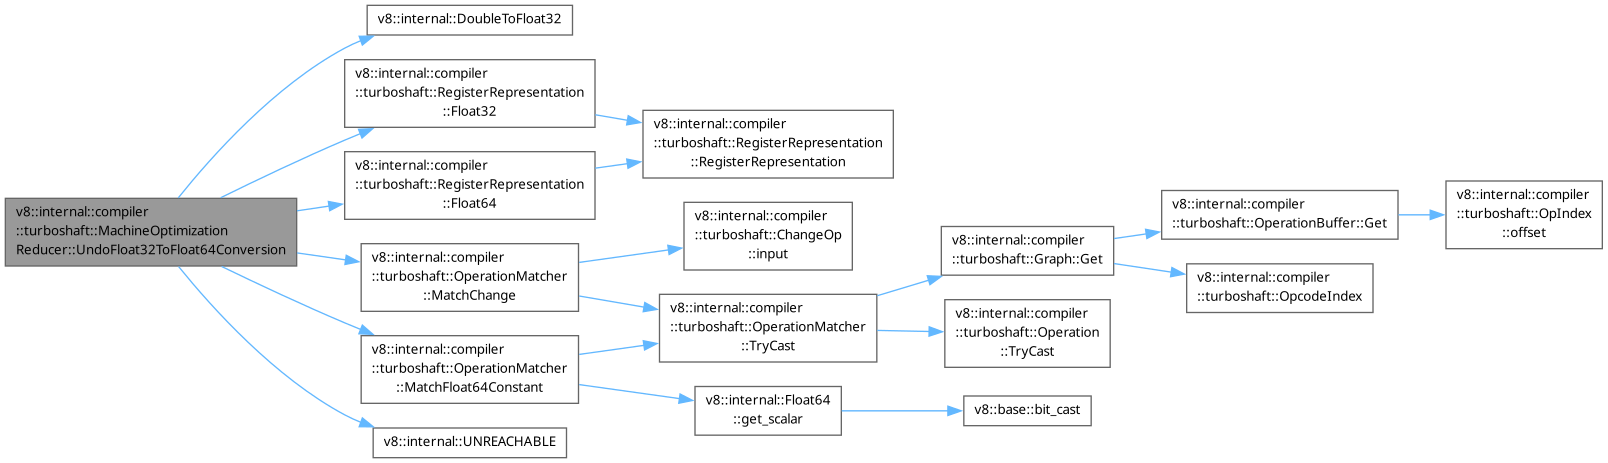 v8::internal::DoubleToFloat32
v8::internal::compiler
::turboshaft::RegisterRepresentation
::Float32
v8::internal::compiler
::turboshaft::RegisterRepresentation
::RegisterRepresentation
v8::internal::compiler
::turboshaft::RegisterRepresentation
::Float64
v8::internal::compiler
::turboshaft::MachineOptimization
Reducer::UndoFloat32ToFloat64Conversion
v8::internal::compiler
::turboshaft::ChangeOp
::input
v8::internal::compiler
::turboshaft::OperationMatcher
::MatchChange
v8::internal::compiler
::turboshaft::Graph::Get
v8::internal::compiler
::turboshaft::OperationBuffer::Get
v8::internal::compiler
::turboshaft::OpIndex
::offset
v8::internal::compiler
::turboshaft::OpcodeIndex
v8::internal::compiler
::turboshaft::OperationMatcher
::TryCast
v8::internal::compiler
::turboshaft::Operation
::TryCast
v8::internal::compiler
::turboshaft::OperationMatcher
::MatchFloat64Constant
v8::internal::Float64
::get_scalar
v8::base::bit_cast
v8::internal::UNREACHABLE